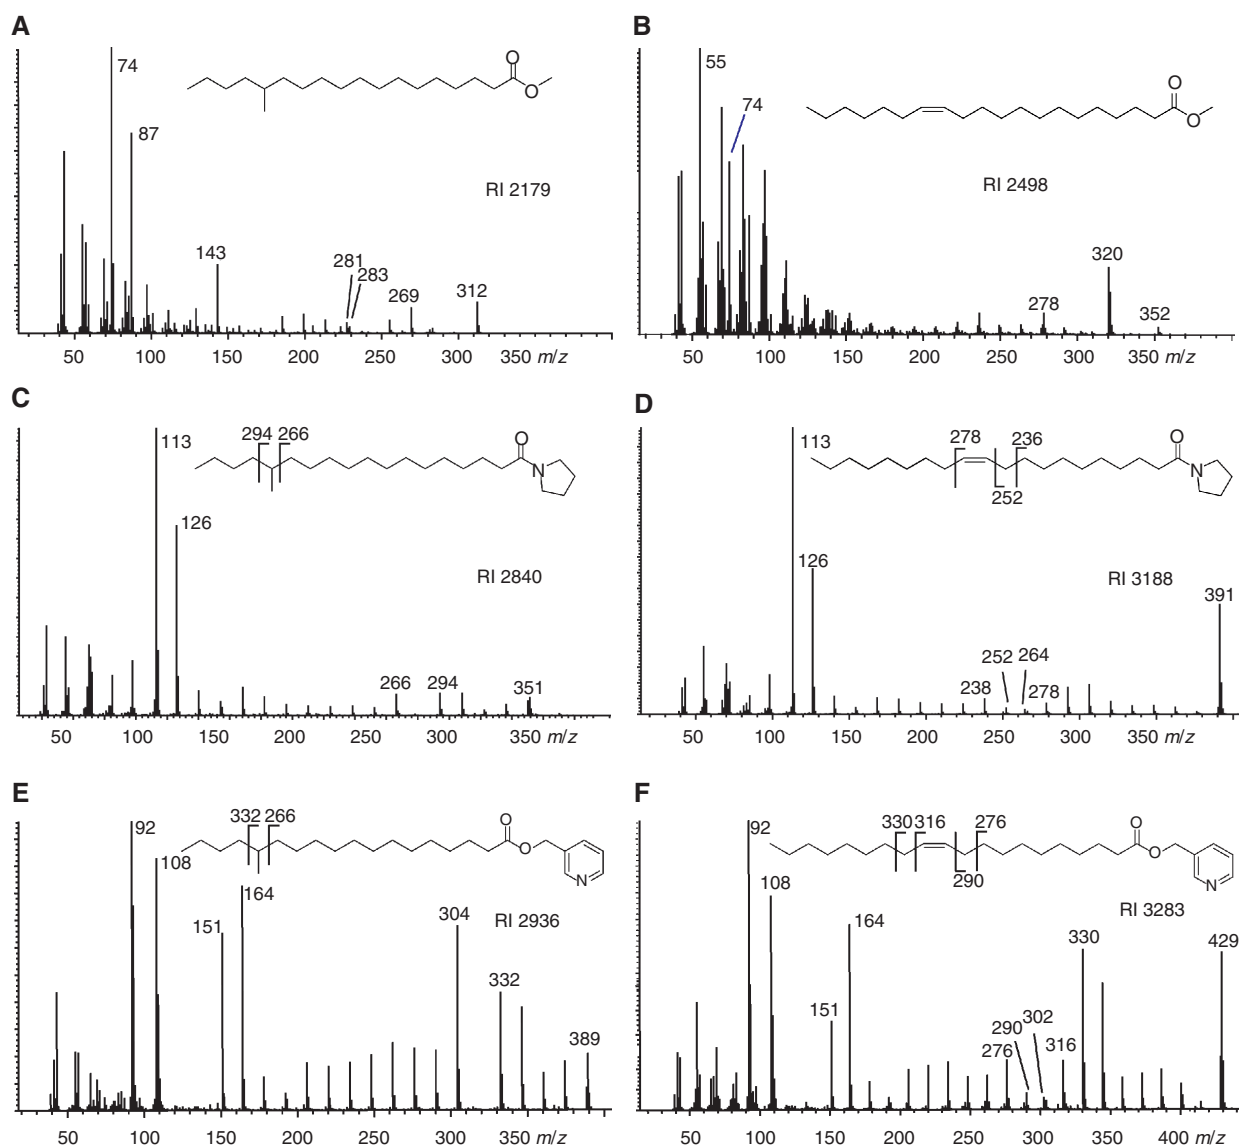 A
74
87
O
O
RI 2179
143
281
283
269
312
50 100 150 200 250 300 350 m/z
B
55
74
O
O
RI 2498
320
278
352
50 100 150 200 250 300 350 m/z
C
113
294 266
O
N
126
RI 2840
266
294
351
50 100 150 200 250 300 350 m/z
D
113
278 236
252
O
N
126
RI 3188
391
252 264
238
278
50 100 150 200 250 300 350 m/z
E
92
332 266
O
O
N
108
164
151
304
RI 2936
332
389
50 100 150 200 250 300 350 m/z
F
92
330 316 276
290
O
O
N
108
164
RI 3283
330
429
151
290 302
276
316
50 100 150 200 250 300 350 400 m/z